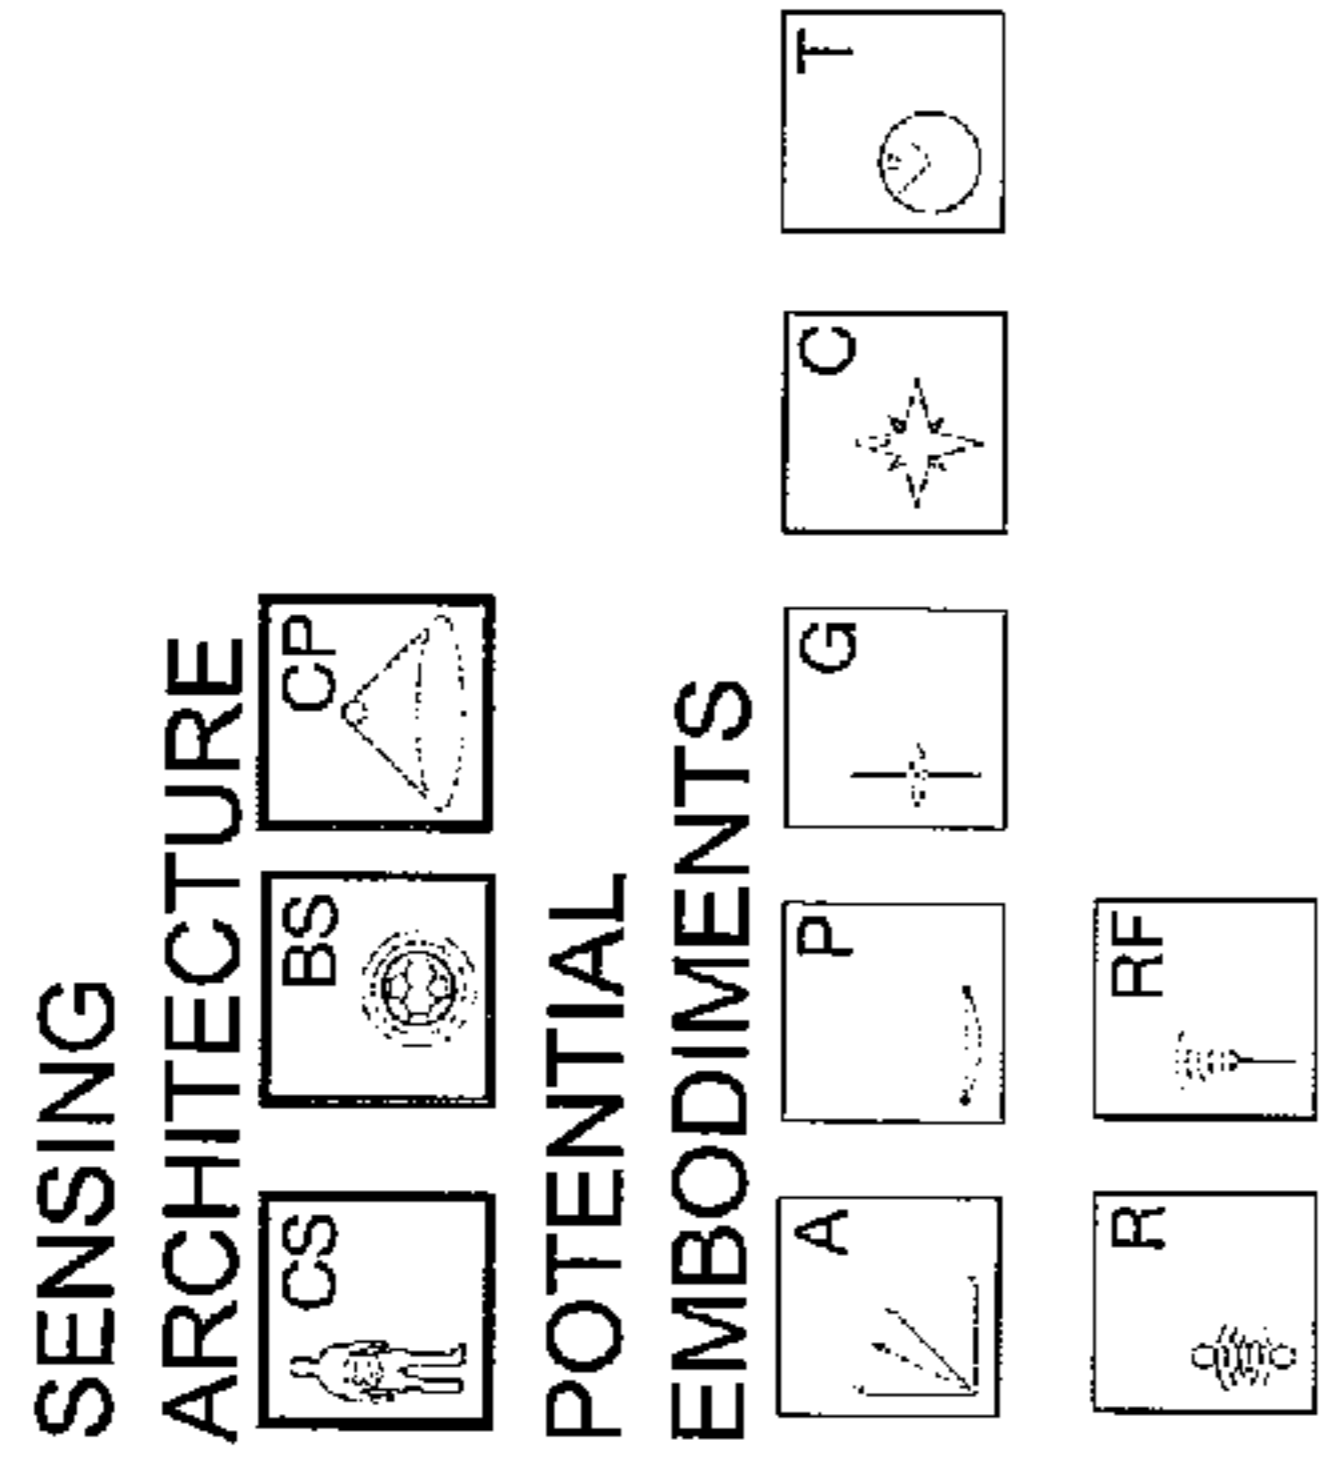 SENSING
ARCHITECTURE
CS BS CP
POTENTIAL
EMBODIMENTS
A P G C T
R RF